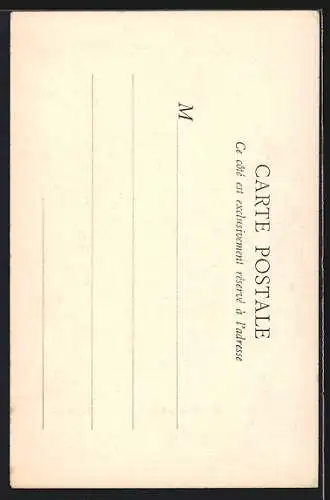 CARTE POSTALE
Ce côté est exclusivement réservé à l'adresse
M